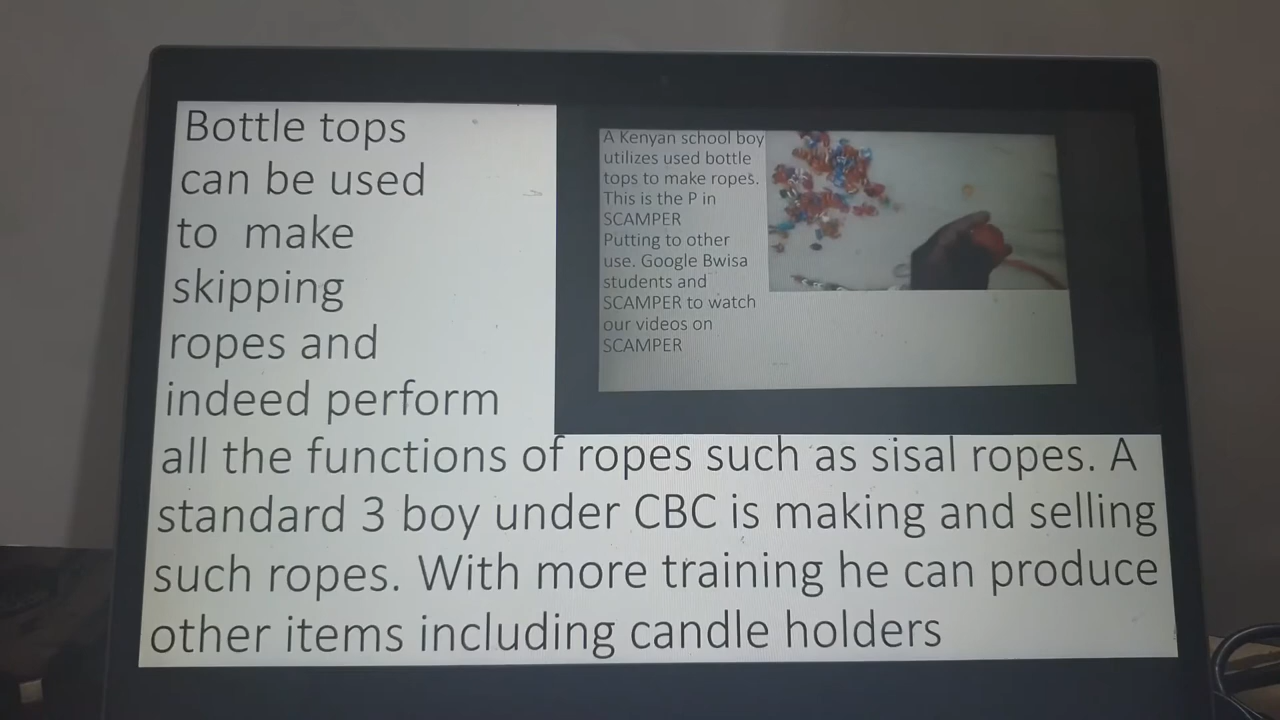 Bottle tops
can be used
to make
skipping
ropes and
indeed perform
all the functions of ropes such as sisal ropes. A
standard 3 boy under CBC is making and selling
such ropes. With more training he can produce
other items including candle holders
A Kenyan school boy
utilizes used bottle
tops to make ropes.
This is the P in
SCAMPER
Putting to other
use. Google Bwisa
students and
SCAMPER to watch
our videos on
SCAMPER